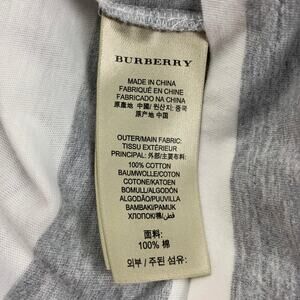 BURBERRY
MADE IN CHINA
FABRIQUÉ EN CHINE
FABRICADO NA CHINA
原產地 中國/ 원산지: 중국
原产地 中国
OUTER/MAIN FABRIC:
TISSU EXTÉRIEUR
PRINCIPAL: 外部/主要布料:
100% COTTON
BAUMWOLLE/COTON
COTONE/KATOEN
BOMULL/ALGODÓN
ALGODÃO/PUUVILLA
BAMBAKI/PAMUK
ХЛОПОК/棉/قطن
面料:
100% 棉
외부 / 주된 섬유: